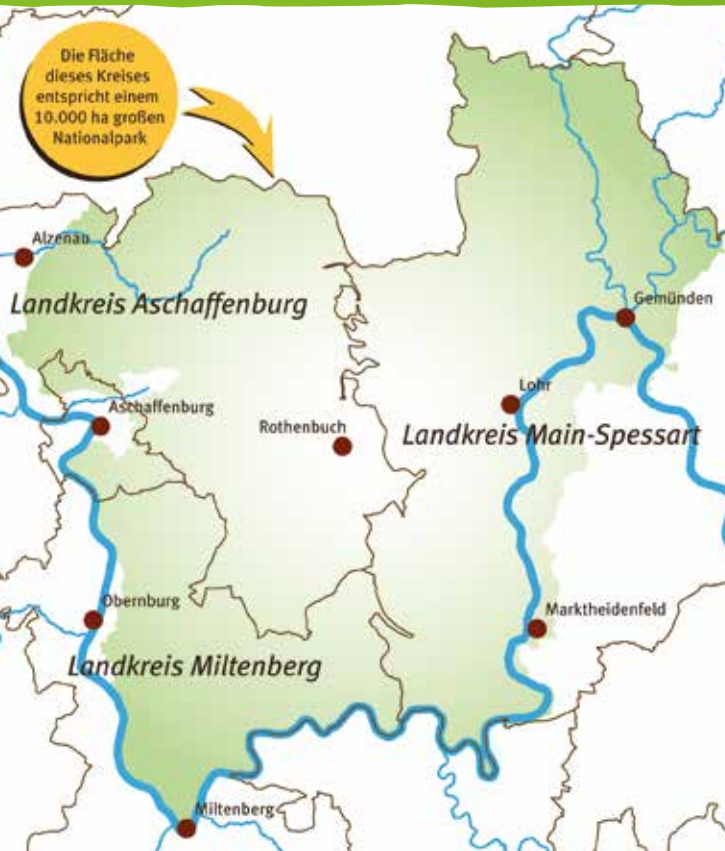 Die Fläche
dieses Kreises
entspricht einem
10.000 ha großen
Nationalpark
Alzenau
Landkreis Aschaffenburg
Gemünden
Lohr
Aschaffenburg
Rothenbuch
Landkreis Main-Spessart
Obernburg
Marktheidenfeld
Landkreis Miltenberg
Miltenberg